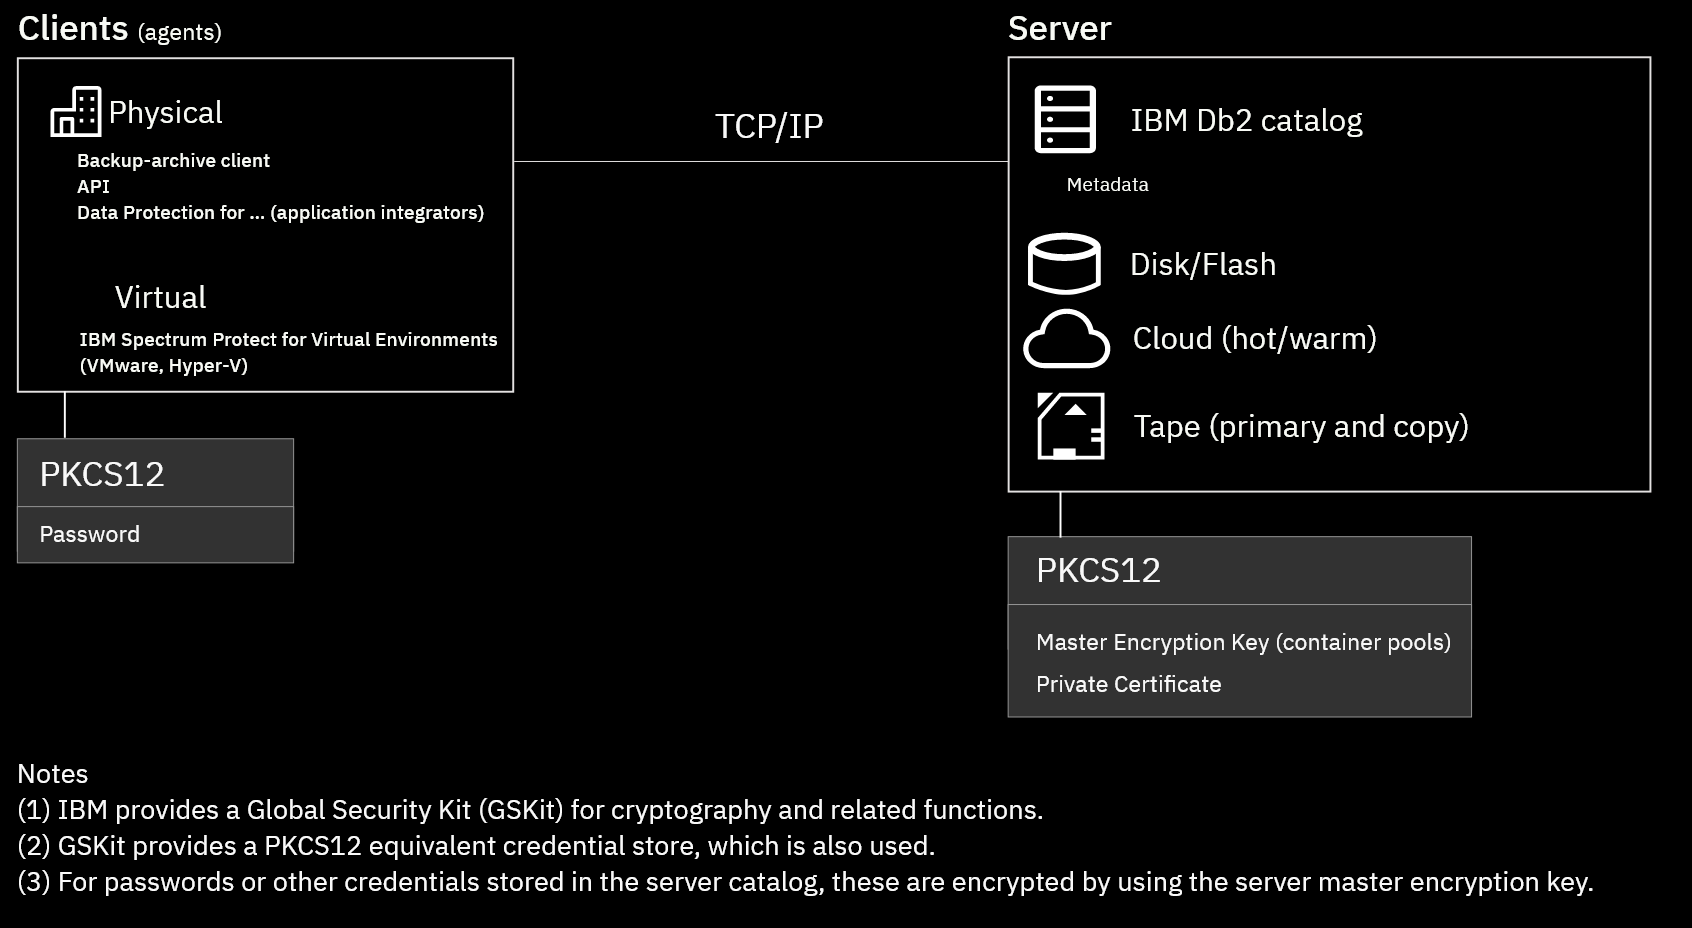 Clients (agents)
Physical
Backup-archive client
API
Data Protection for ... (application integrators)
Virtual
IBM Spectrum Protect for Virtual Environments
(VMware, Hyper-V)
PKCS12
Password
TCP/IP
Server
IBM Db2 catalog
Metadata
Disk/Flash
Cloud (hot/warm)
Tape (primary and copy)
PKCS12
Master Encryption Key (container pools)
Private Certificate
Notes
(1) IBM provides a Global Security Kit (GSKit) for cryptography and related functions.
(2) GSKit provides a PKCS12 equivalent credential store, which is also used.
(3) For passwords or other credentials stored in the server catalog, these are encrypted by using the server master encryption key.